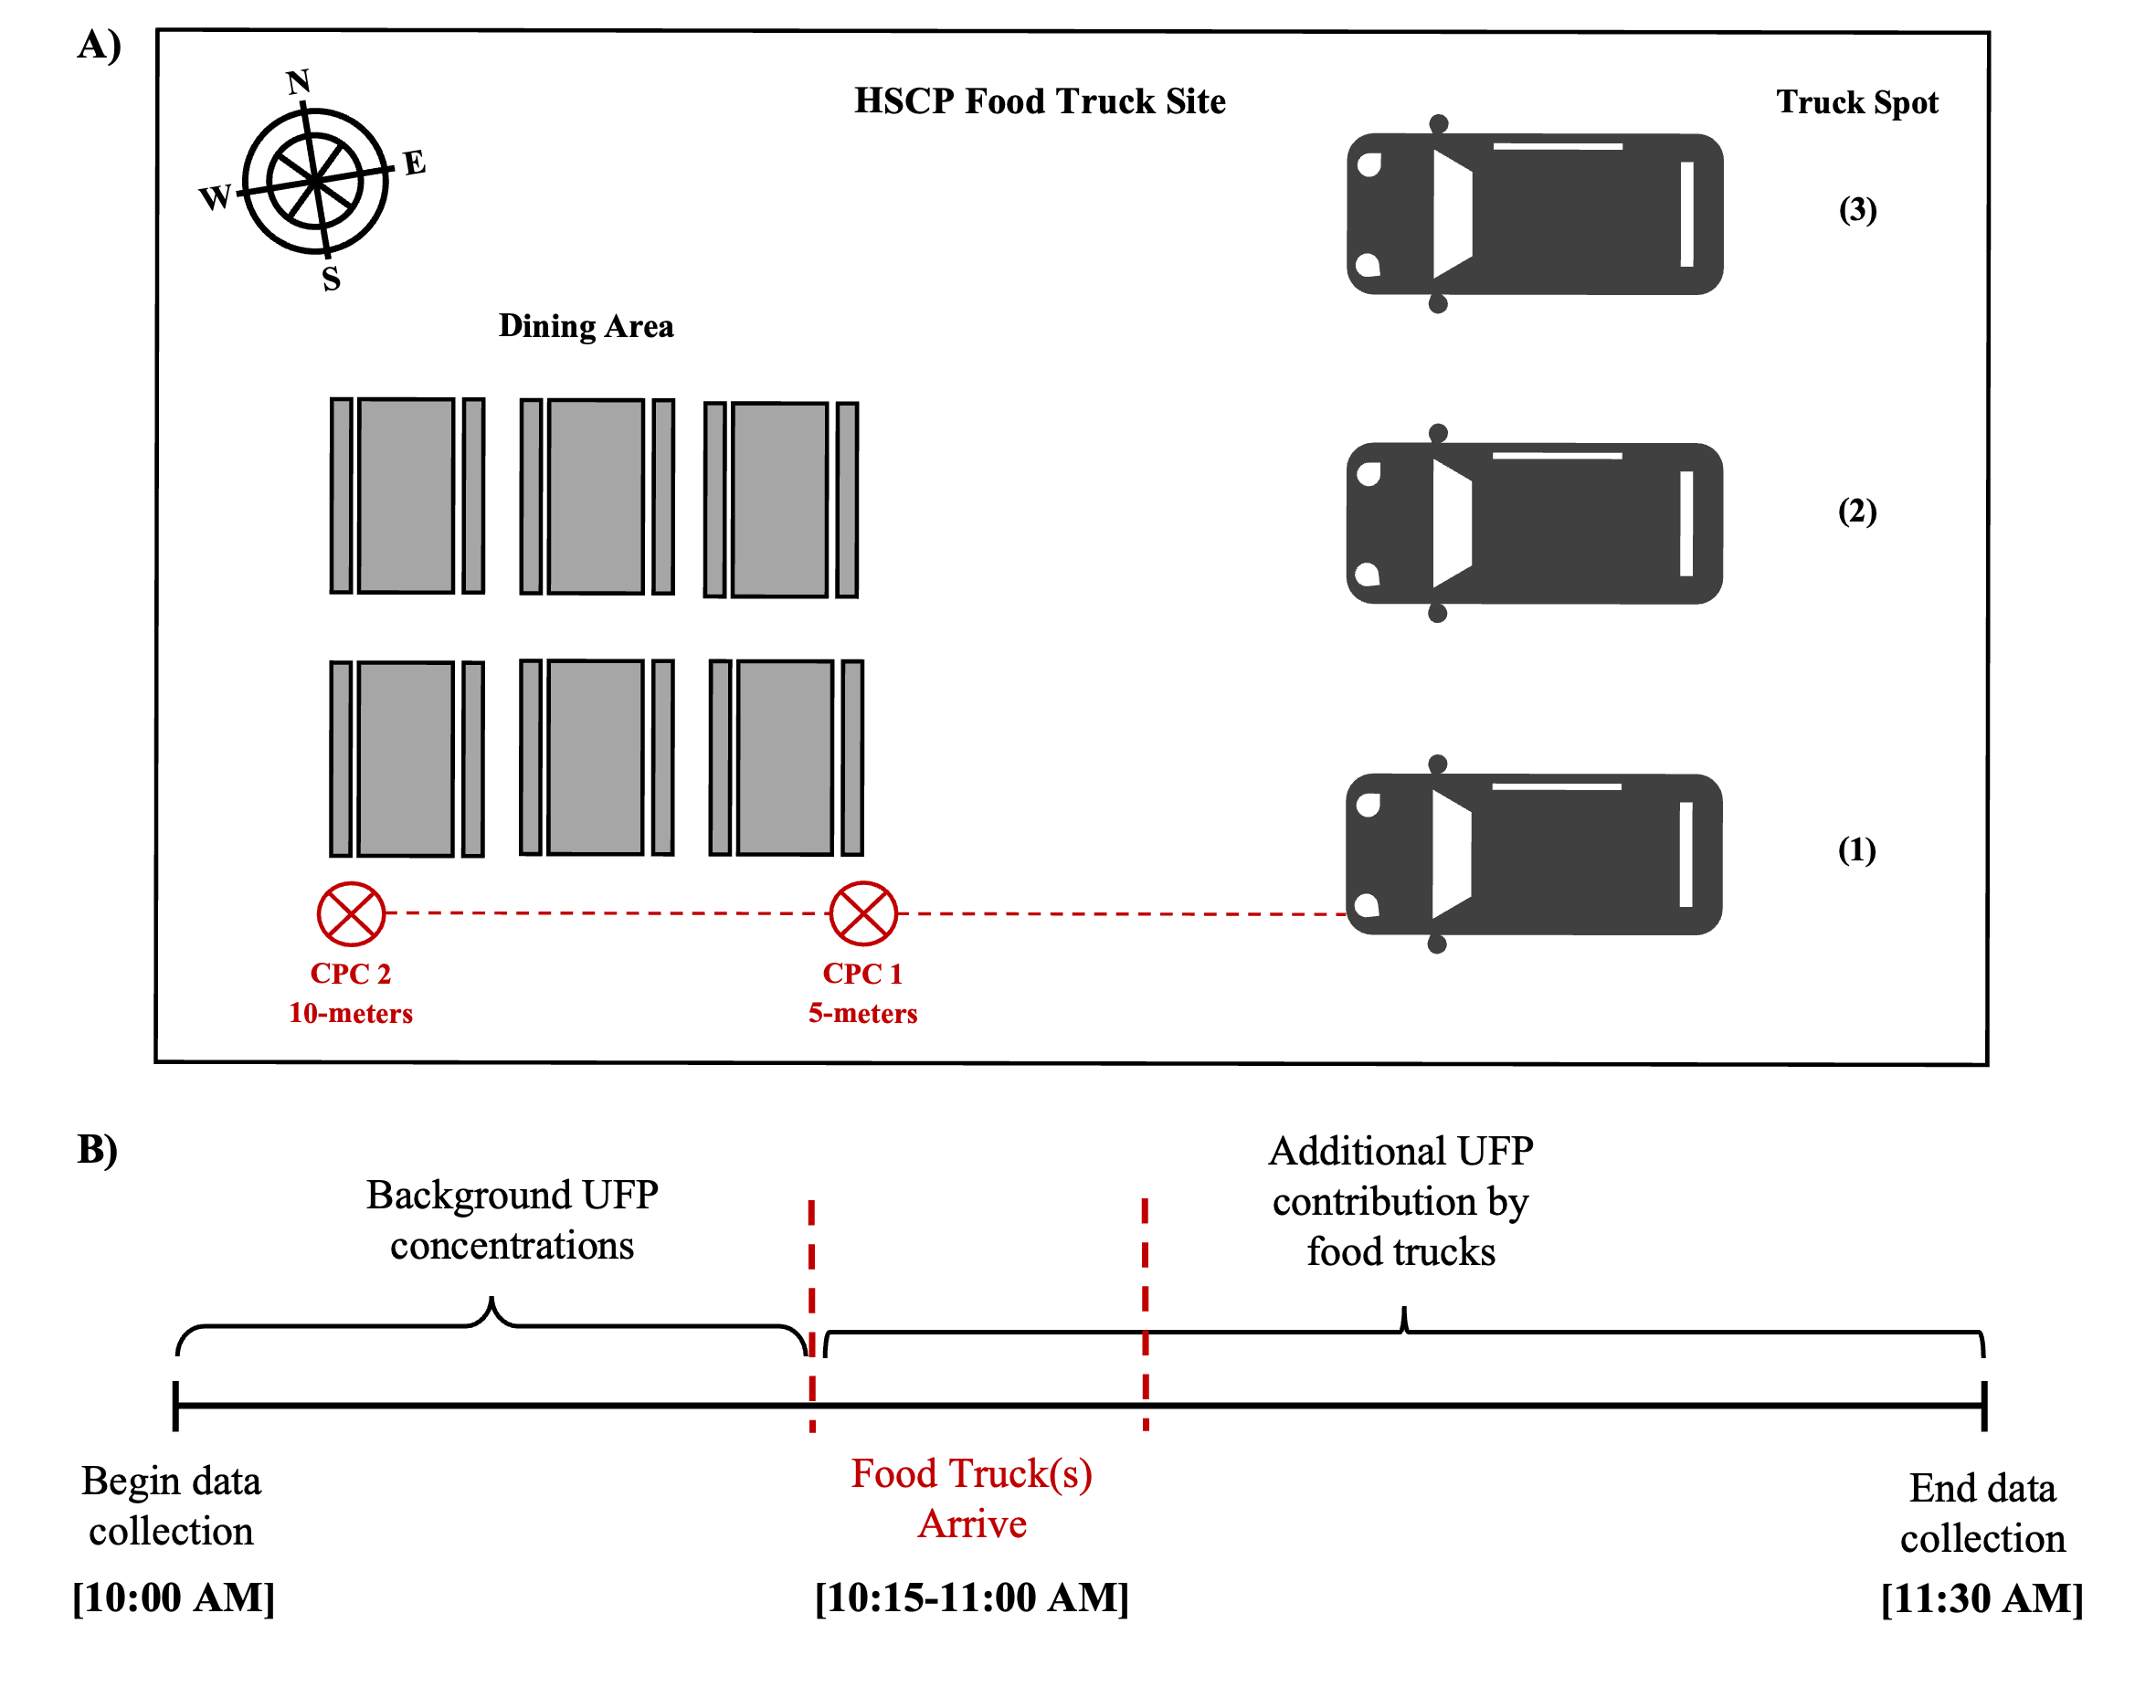 A)
HSCP Food Truck Site
Truck Spot
N
E
W
S
(3)
Dining Area
(2)
(1)
CPC 2
10-meters
CPC 1
5-meters
B)
Background UFP
concentrations
Additional UFP
contribution by
food trucks
Begin data
collection
[10:00 AM]
Food Truck(s)
Arrive
[10:15-11:00 AM]
End data
collection
[11:30 AM]